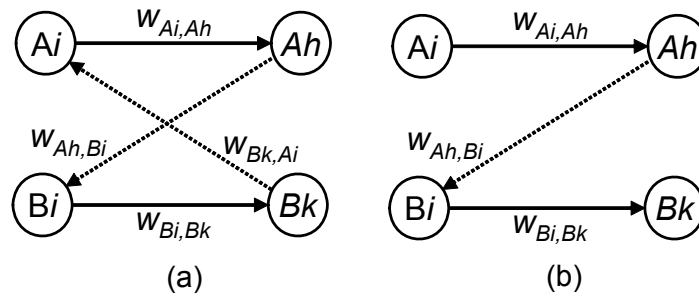 Ai w_{Ai,Ah} Ah
w_{Ah,Bi} w_{Bk,Ai}
Bi w_{Bi,Bk} Bk
(a)
Ai w_{Ai,Ah} Ah
w_{Ah,Bi}
Bi w_{Bi,Bk} Bk
(b)